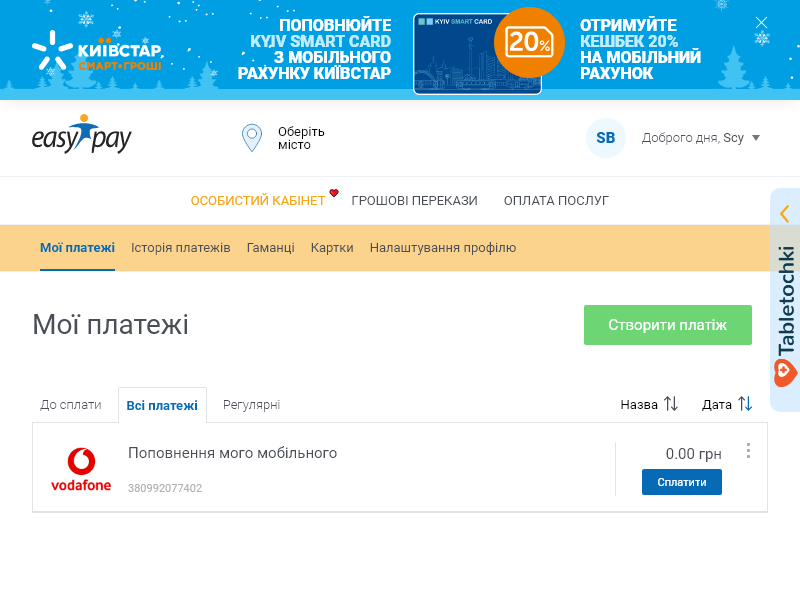 КИЇВСТАР
СМАРТ-ГРОШІ
ПОПОВНЮЙТЕ
KYIV SMART CARD
З МОБІЛЬНОГО
РАХУНКУ КИЇВСТАР
KYIV SMART CARD
20%
ОТРИМУЙТЕ
КЕШБЕК 20%
НА МОБІЛЬНИЙ
РАХУНОК
easypay
Оберіть
місто
SB
Доброго дня, Scy
ОСОБИСТИЙ КАБІНЕТ
ГРОШОВІ ПЕРЕКАЗИ
ОПЛАТА ПОСЛУГ
Мої платежі
Історія платежів
Гаманці
Картки
Налаштування профілю
Tabletochki
Мої платежі
Створити платіж
До сплати
Всі платежі
Регулярні
Назва
Дата
vodafone
Поповнення мого мобільного
380992077402
0.00 грн
Сплатити